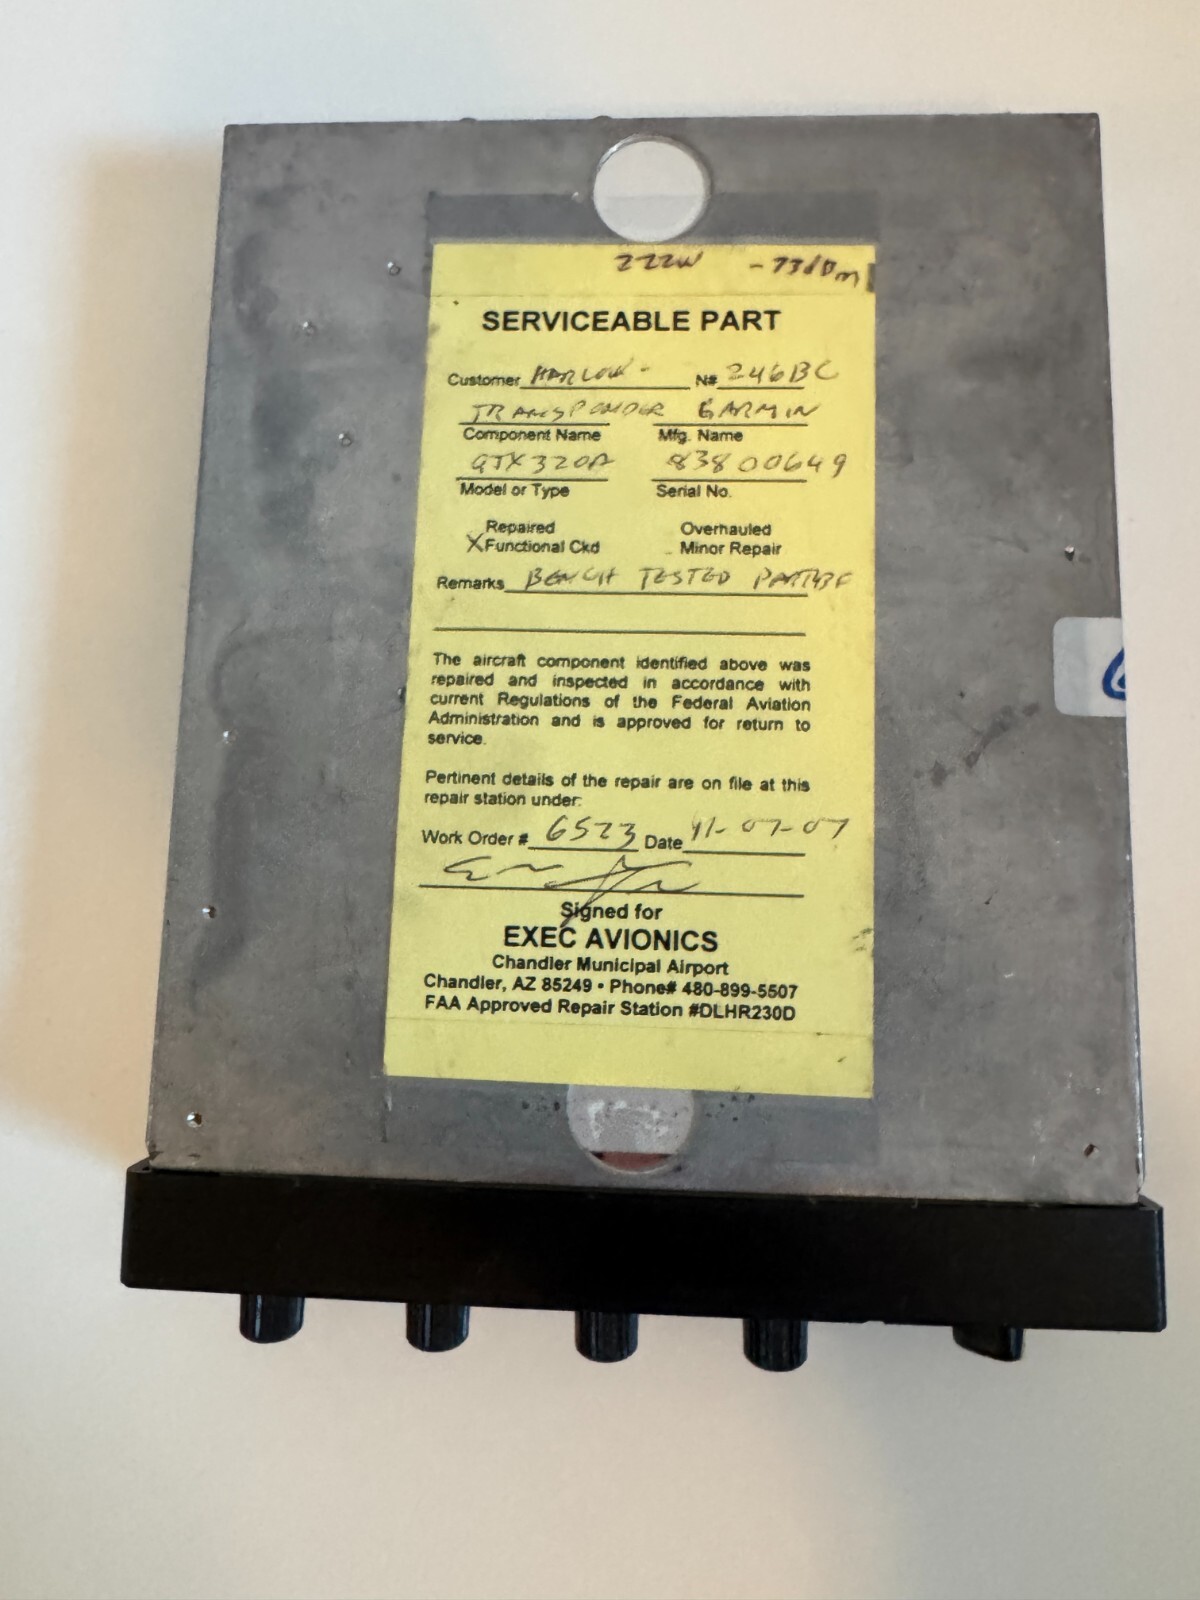 222W -73dBm
SERVICEABLE PART
Customer HARLOW- N# 246BC
TRANSPONDER GARMIN
Component Name Mfg. Name
GTX320A 83800649
Model or Type Serial No.
Repaired Overhauled
X Functional Ckd Minor Repair
Remarks BENCH TESTED
The aircraft component identified above was
repaired and inspected in accordance with
current Regulations of the Federal Aviation
Administration and is approved for return to
service.
Pertinent details of the repair are on file at this
repair station under:
Work Order # 6523 Date 11-07-07
Signed for
EXEC AVIONICS
Chandler Municipal Airport
Chandler, AZ 85249 • Phone# 480-899-5507
FAA Approved Repair Station #DLHR230D